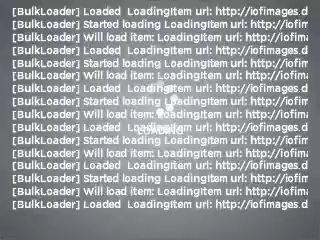 [BulkLoader] Loaded LoadingItem url: http://iofimages.d
[BulkLoader] Started loading LoadingItem url: http://iofim
[BulkLoader] Will load item: LoadingItem url: http://iofima
[BulkLoader] Loaded LoadingItem url: http://iofimages.d
[BulkLoader] Started loading LoadingItem url: http://iofim
[BulkLoader] Will load item: LoadingItem url: http://iofima
[BulkLoader] Loaded LoadingItem url: http://iofimages.d
[BulkLoader] Started loading LoadingItem url: http://iofim
[BulkLoader] Will load item: LoadingItem url: http://iofima
[BulkLoader] Loaded LoadingItem url: http://iofimages.d
LOADING
[BulkLoader] Started loading LoadingItem url: http://iofim
[BulkLoader] Will load item: LoadingItem url: http://iofima
[BulkLoader] Loaded LoadingItem url: http://iofimages.d
[BulkLoader] Started loading LoadingItem url: http://iofim
[BulkLoader] Will load item: LoadingItem url: http://iofima
[BulkLoader] Loaded LoadingItem url: http://iofimages.d